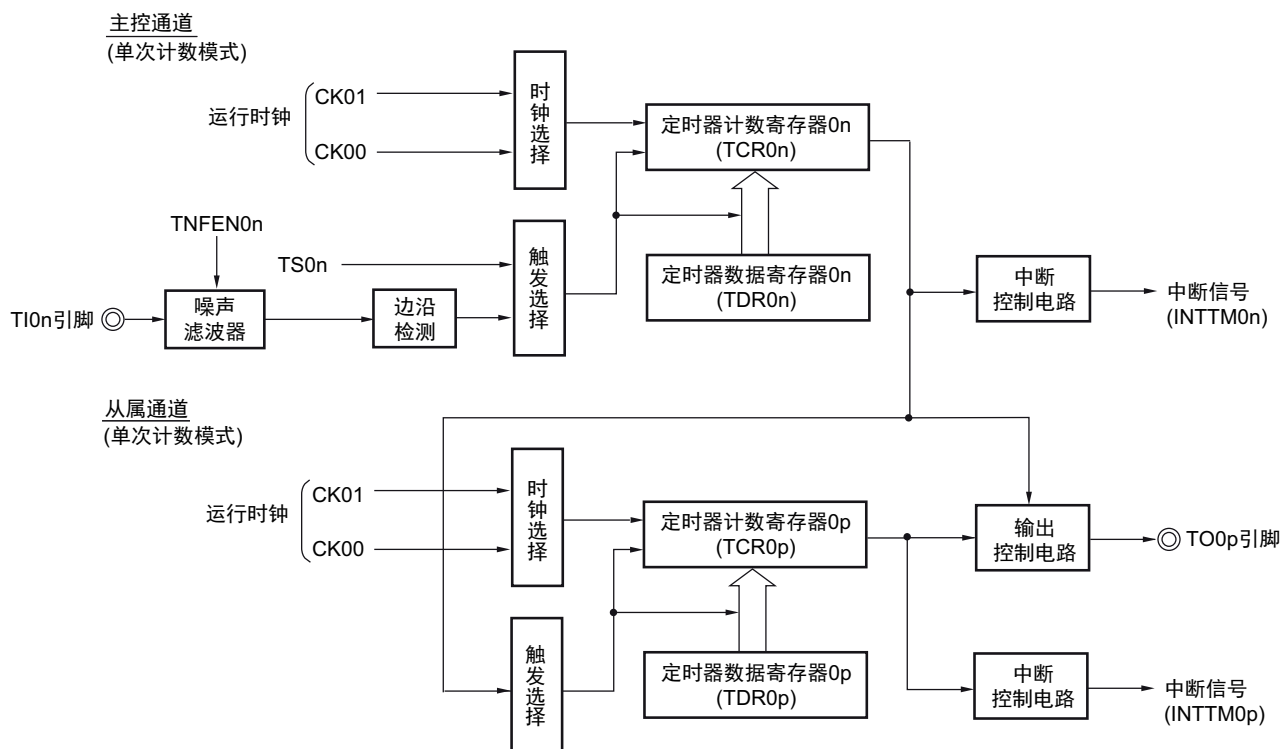 主控通道
(单次计数模式)
运行时钟
CK01
CK00
时钟选择
定时器计数寄存器0n
(TCR0n)
TNFEN0n
TS0n
触发选择
定时器数据寄存器0n
(TDR0n)
中断
控制电路
中断信号
(INTTM0n)
TI0n引脚
噪声
滤波器
边沿
检测
从属通道
(单次计数模式)
运行时钟
CK01
CK00
时钟选择
定时器计数寄存器0p
(TCR0p)
输出
控制电路
TO0p引脚
触发选择
定时器数据寄存器0p
(TDR0p)
中断
控制电路
中断信号
(INTTM0p)